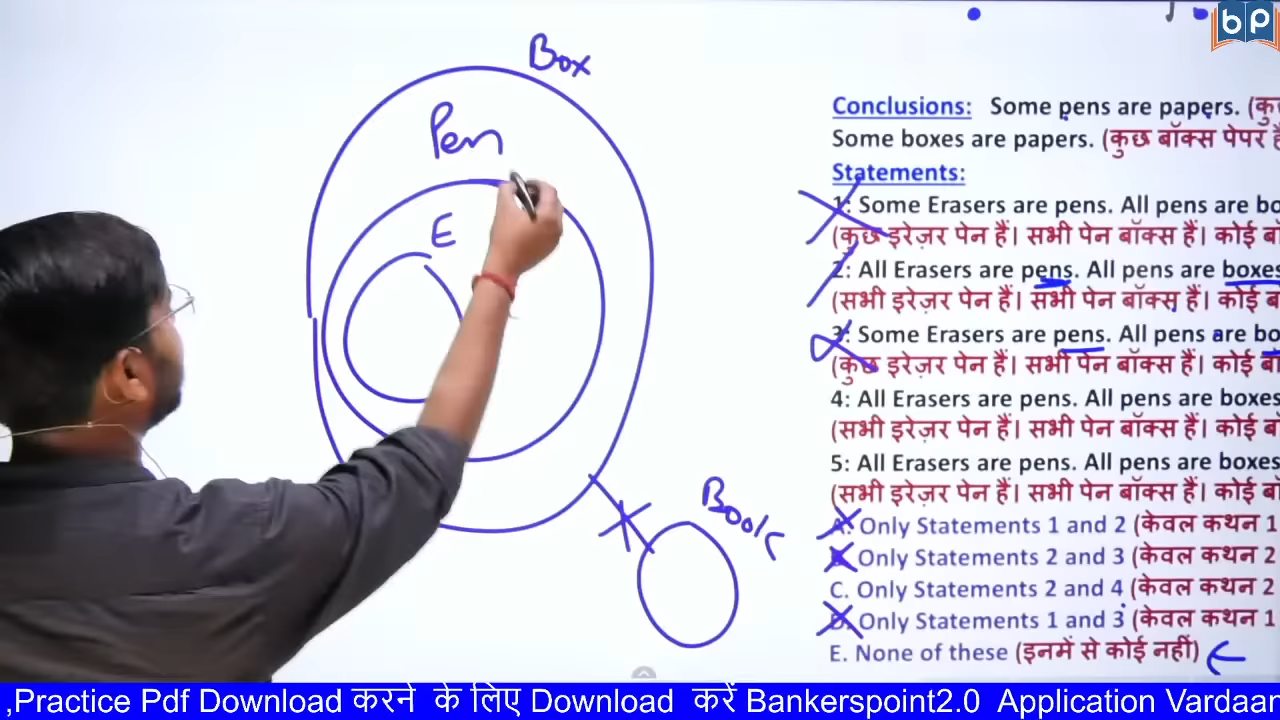 bp
Box
Pen
E
Book
Conclusions: Some pens are papers. (कु
Some boxes are papers. (कुछ बॉक्स पेपर है
Statements:
1: Some Erasers are pens. All pens are bo
(कुछ इरेज़र पेन हैं। सभी पेन बॉक्स हैं। कोई ब
2: All Erasers are pens. All pens are boxes
(सभी इरेज़र पेन हैं। सभी पेन बॉक्स हैं। कोई ब
3: Some Erasers are pens. All pens are bo
(कुछ इरेज़र पेन हैं। सभी पेन बॉक्स हैं। कोई ब
4: All Erasers are pens. All pens are boxes
(सभी इरेज़र पेन हैं। सभी पेन बॉक्स हैं। कोई ब
5: All Erasers are pens. All pens are boxes
(सभी इरेज़र पेन हैं। सभी पेन बॉक्स हैं। कोई ब
A. Only Statements 1 and 2 (केवल कथन 1
B. Only Statements 2 and 3 (केवल कथन 2
C. Only Statements 2 and 4 (केवल कथन 2
D. Only Statements 1 and 3 (केवल कथन 1
E. None of these (इनमें से कोई नहीं)
,Practice Pdf Download करने के लिए Download करें Bankerspoint2.0 Application Vardaan